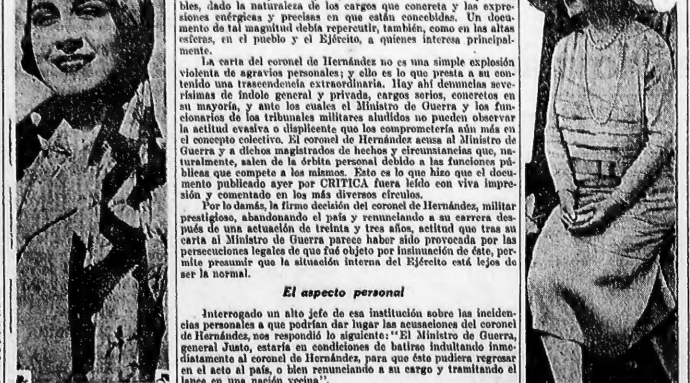 bles, dado la naturaleza de los cargos que concreta y las expre-
siones enérgicas y precisas en que están concebidas. Un docu-
mento de tal magnitud debía repercutir, también, como en las altas
esferas, en el pueblo y el Ejército, a quienes interesa principal-
mente.
La carta del coronel de Hernández no es una simple explosión
violenta de agravios personales; y ello es lo que presta a su con-
tenido una trascendencia extraordinaria. Hay ahí denuncias seve-
rísimas de índole general y privada, cargos serios, concretos en
su mayoría, y ante los cuales el Ministro de Guerra y los fun-
cionarios de los tribunales militares aludidos no pueden observar
la actitud evasiva o displicente que los comprometería aún más en
el concepto colectivo. El coronel de Hernández acusa al Ministro de
Guerra y a dichos magistrados de hechos y circunstancias que, na-
turalmente, salen de la órbita personal debido a las funciones pú-
blicas que compete a los mismos. Esto es lo que hizo que el docu-
mento publicado ayer por CRITICA fuera leído con viva impre-
sión y comentado en los más diversos círculos.
Por lo demás, la firme decisión del coronel de Hernández, militar
prestigioso, abandonando el país y renunciando a su carrera des-
pués de una actuación de treinta y tres años, actitud que tras su
carta al Ministro de Guerra parece haber sido provocada por las
persecuciones legales de que fué objeto por insinuación de éste, per-
mite presumir que la situación interna del Ejército está lejos de
ser la normal.
El aspecto personal
Interrogado un alto jefe de esa institución sobre las inciden-
cias personales a que podrían dar lugar las acusaciones del coronel
de Hernández, nos respondió lo siguiente: "El Ministro de Guerra,
general Justo, estaría en condiciones de batirse indultando inme-
diatamente al coronel de Hernández, para que éste pudiera regresar
en el acto al país, o bien renunciando a su cargo y tramitando el
lance en una nación vecina".